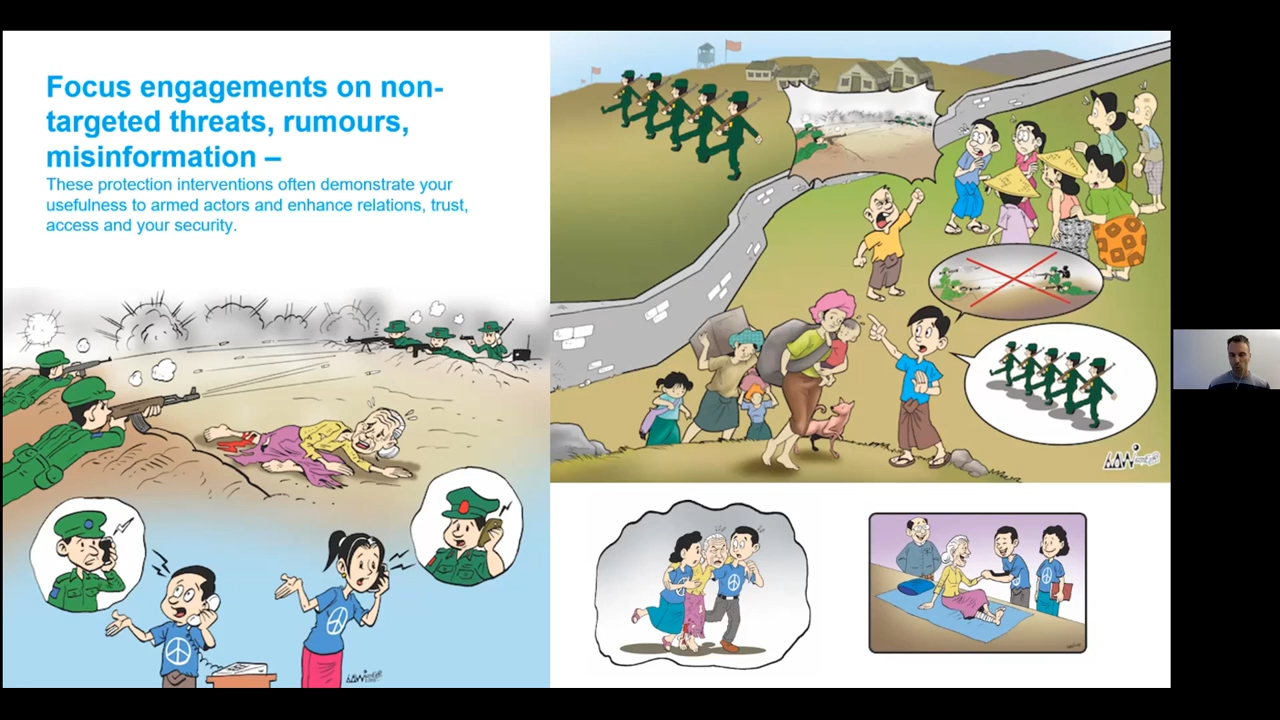 Focus engagements on non-
targeted threats, rumours,
misinformation –
These protection interventions often demonstrate your
usefulness to armed actors and enhance relations, trust,
access and your security.